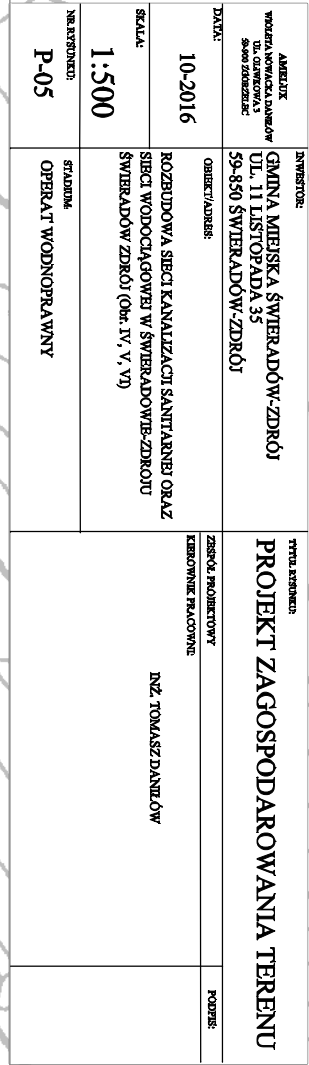 AMELUX
WIOLETA NOWACKA DANIŁÓW
UL. OLIWKOWA 3
59-900 ZGORZELEC
INWESTOR:
GMINA MIEJSKA ŚWIERADÓW-ZDRÓJ
UL. 11 LISTOPADA 35
59-850 ŚWIERADÓW-ZDRÓJ
TYTUŁ RYSUNKU:
PROJEKT ZAGOSPODAROWANIA TERENU
DATA:
10-2016
OBIEKT/ADRES:
ROZBUDOWA SIECI KANALIZACJI SANITARNEJ ORAZ
SIECI WODOCIĄGOWEJ W ŚWIERADOWIE-ZDROJU
ŚWIERADÓW ZDRÓJ (Obr. IV, V, VI)
ZESPÓŁ PROJEKTOWY
PODPIS:
KIEROWNIK PRACOWNI:
INŻ. TOMASZ DANIŁÓW
SKALA:
1:500
NR RYSUNKU:
P-05
STADIUM:
OPERAT WODNOPRAWNY